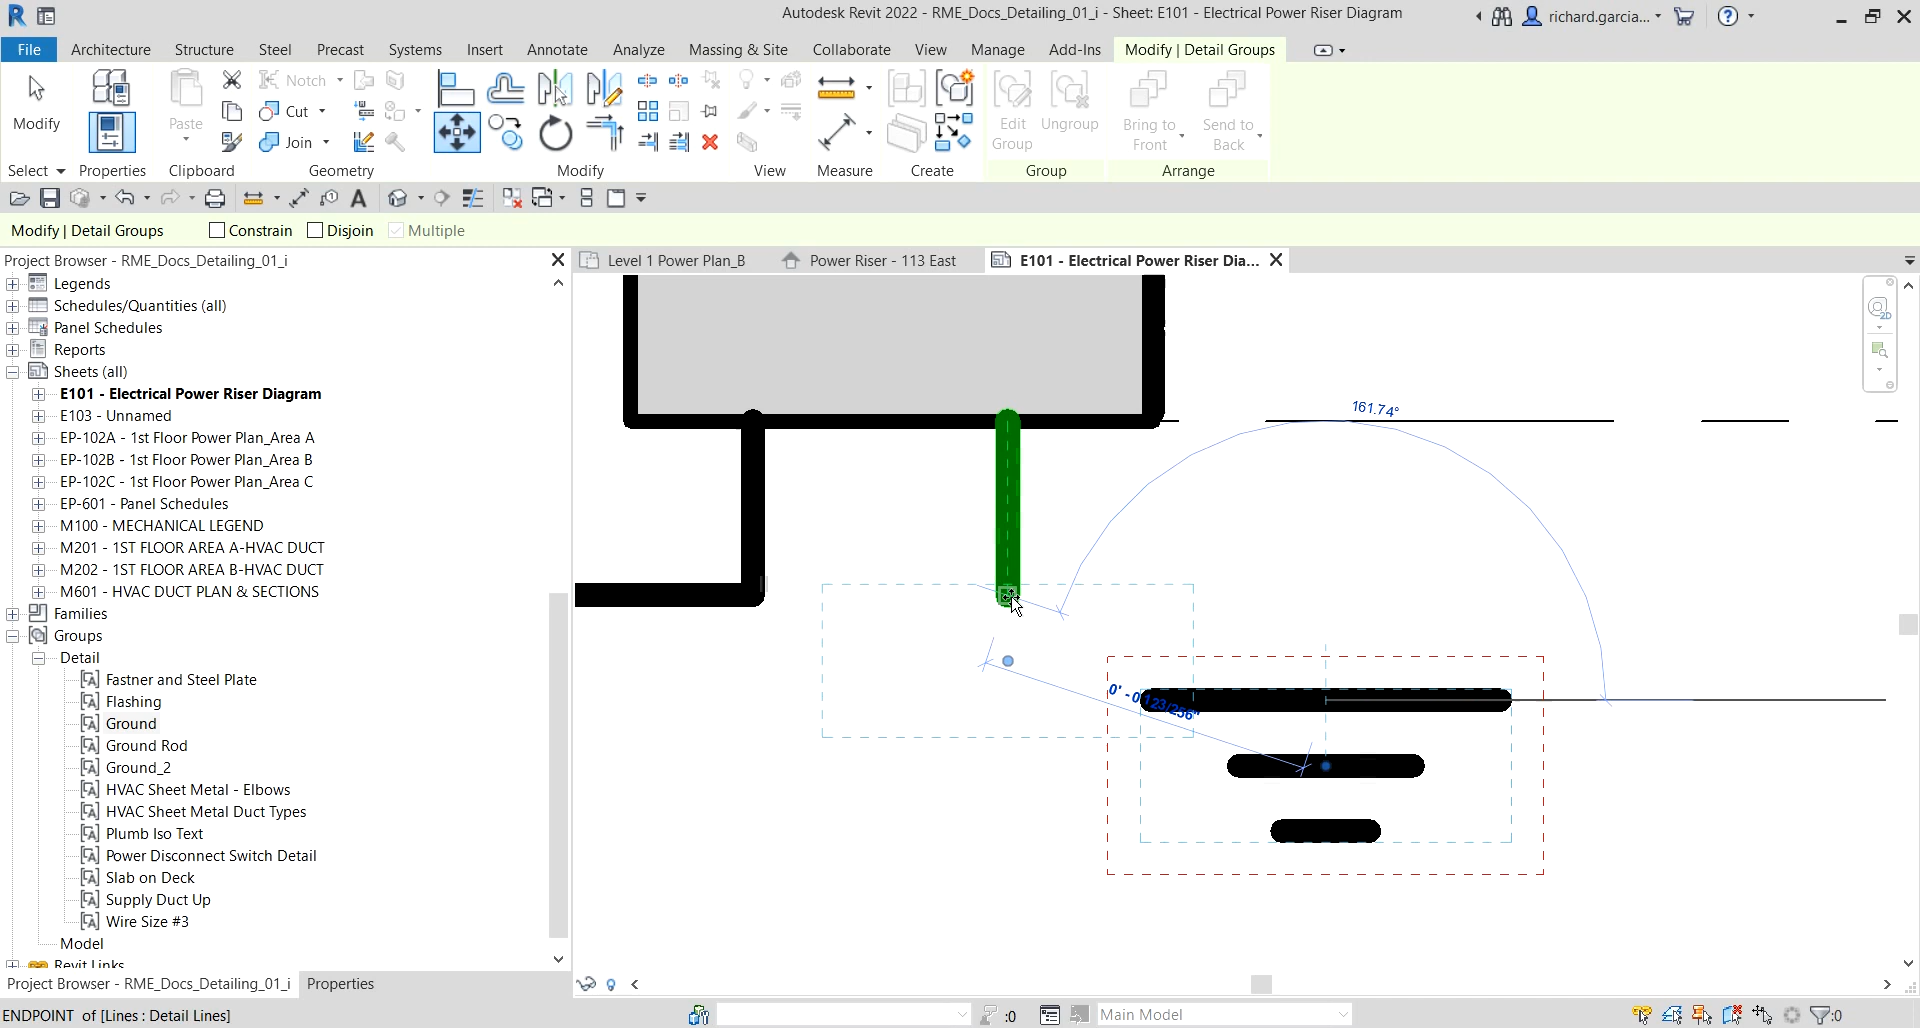 Autodesk Revit 2022 - RME_Docs_Detailing_01_i - Sheet: E101 - Electrical Power Riser Diagram
richard.garcia...
File Architecture Structure Steel Precast Systems Insert Annotate Analyze Massing & Site Collaborate View Manage Add-Ins Modify | Detail Groups
Modify
Paste
Notch
Cut
Join
Edit Group
Ungroup
Bring to Front
Send to Back
Select Properties Clipboard Geometry Modify View Measure Create Group Arrange
Modify | Detail Groups Constrain Disjoin Multiple
Project Browser - RME_Docs_Detailing_01_i
Level 1 Power Plan_B Power Riser - 113 East E101 - Electrical Power Riser Dia...
Legends
Schedules/Quantities (all)
Panel Schedules
Reports
Sheets (all)
E101 - Electrical Power Riser Diagram
E103 - Unnamed
EP-102A - 1st Floor Power Plan_Area A
EP-102B - 1st Floor Power Plan_Area B
EP-102C - 1st Floor Power Plan_Area C
EP-601 - Panel Schedules
M100 - MECHANICAL LEGEND
M201 - 1ST FLOOR AREA A-HVAC DUCT
M202 - 1ST FLOOR AREA B-HVAC DUCT
M601 - HVAC DUCT PLAN & SECTIONS
Families
Groups
Detail
Fastner and Steel Plate
Flashing
Ground
Ground Rod
Ground_2
HVAC Sheet Metal - Elbows
HVAC Sheet Metal Duct Types
Plumb Iso Text
Power Disconnect Switch Detail
Slab on Deck
Supply Duct Up
Wire Size #3
Model
Revit Links
161.74°
0' - 0 123/256"
2D
Project Browser - RME_Docs_Detailing_01_i Properties
ENDPOINT of [Lines : Detail Lines]
:0
Main Model
:0